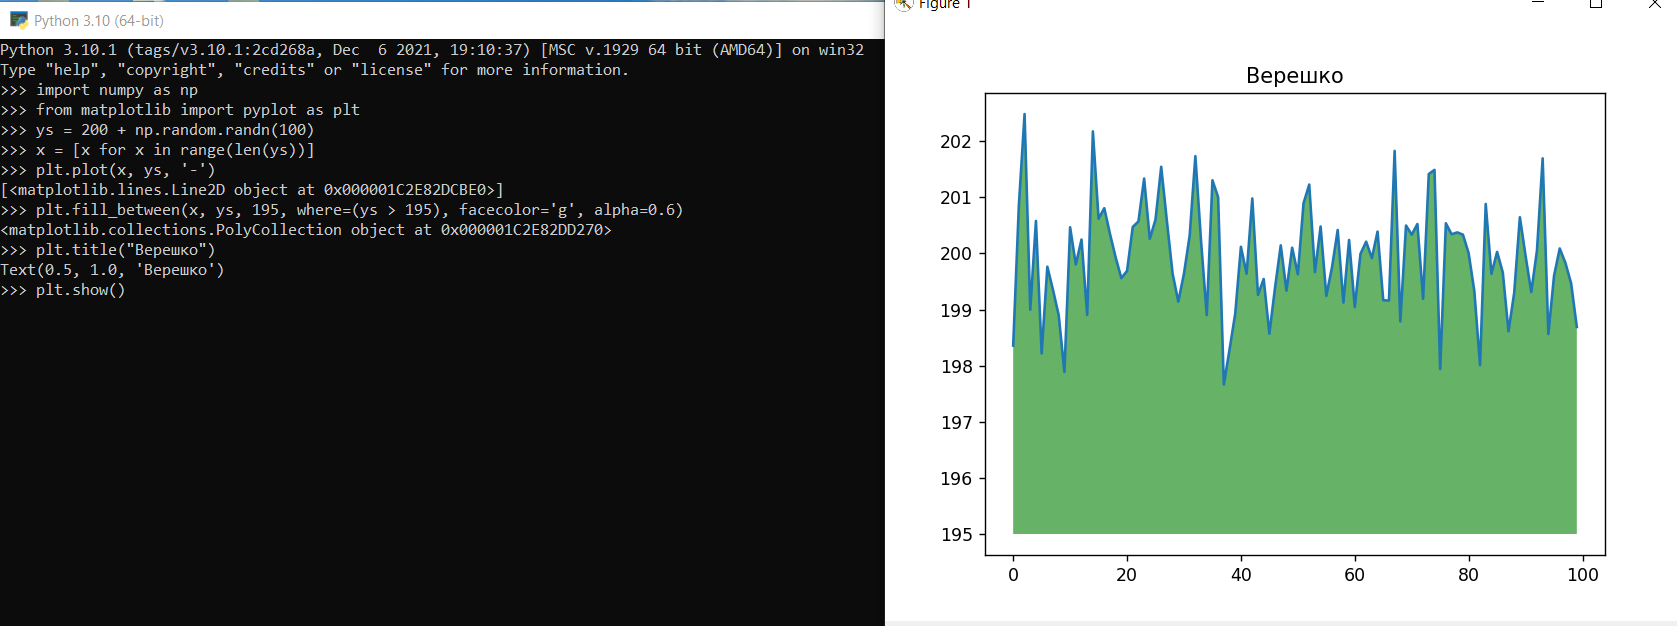 Python 3.10 (64-bit)
Python 3.10.1 (tags/v3.10.1:2cd268a, Dec  6 2021, 19:10:37) [MSC v.1929 64 bit (AMD64)] on win32
Type "help", "copyright", "credits" or "license" for more information.
>>> import numpy as np
>>> from matplotlib import pyplot as plt
>>> ys = 200 + np.random.randn(100)
>>> x = [x for x in range(len(ys))]
>>> plt.plot(x, ys, '-')
[<matplotlib.lines.Line2D object at 0x000001C2E82DCBE0>]
>>> plt.fill_between(x, ys, 195, where=(ys > 195), facecolor='g', alpha=0.6)
<matplotlib.collections.PolyCollection object at 0x000001C2E82DD270>
>>> plt.title("Верешко")
Text(0.5, 1.0, 'Верешко')
>>> plt.show()
Figure 1
Верешко
202
201
200
199
198
197
196
195
0 20 40 60 80 100